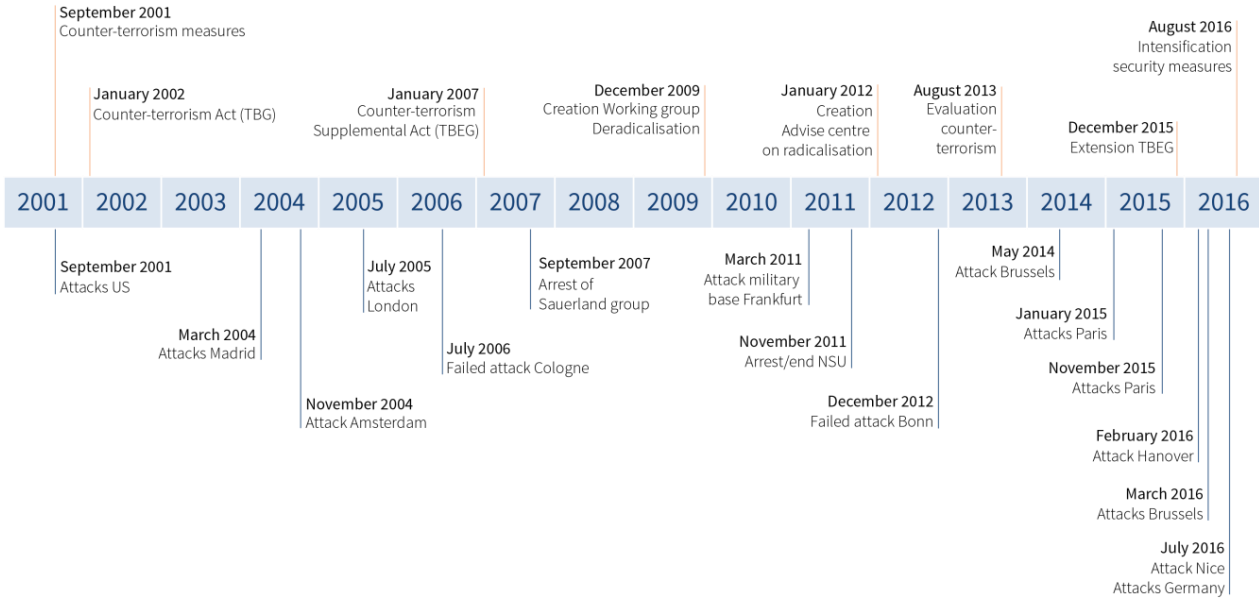 September 2001
Counter-terrorism measures
August 2016
Intensification
security measures
January 2002
Counter-terrorism Act (TBG)
January 2007
Counter-terrorism
Supplemental Act (TBEG)
December 2009
Creation Working group
Deradicalisation
January 2012
Creation
Advise centre
on radicalisation
August 2013
Evaluation
counter-
terrorism
December 2015
Extension TBEG
2001 2002 2003 2004 2005 2006 2007 2008 2009 2010 2011 2012 2013 2014 2015 2016
September 2001
Attacks US
March 2004
Attacks Madrid
November 2004
Attack Amsterdam
July 2005
Attacks
London
July 2006
Failed attack Cologne
September 2007
Arrest of
Sauerland group
March 2011
Attack military
base Frankfurt
November 2011
Arrest/end NSU
December 2012
Failed attack Bonn
May 2014
Attack Brussels
January 2015
Attacks Paris
November 2015
Attacks Paris
February 2016
Attack Hanover
March 2016
Attacks Brussels
July 2016
Attack Nice
Attacks Germany